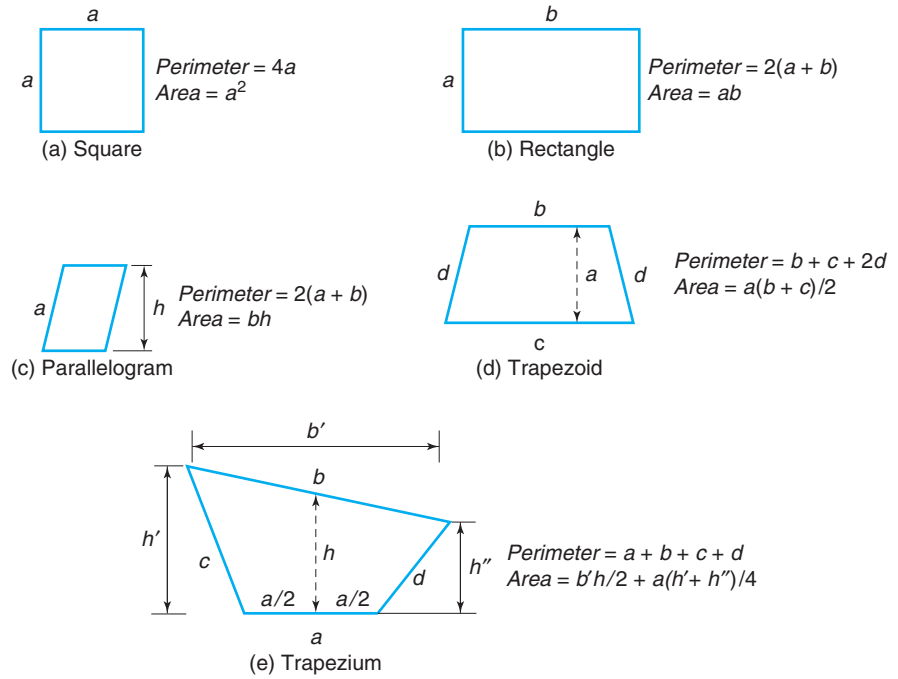 a
a
Perimeter = 4a
Area = a²
(a) Square
b
a
Perimeter = 2(a + b)
Area = ab
(b) Rectangle
a
h
Perimeter = 2(a + b)
Area = bh
(c) Parallelogram
b
d
a
d
Perimeter = b + c + 2d
Area = a(b + c)/2
c
(d) Trapezoid
b′
b
h′
c
h
d
h″
Perimeter = a + b + c + d
Area = b′h/2 + a(h′+ h″)/4
a/2 a/2
a
(e) Trapezium